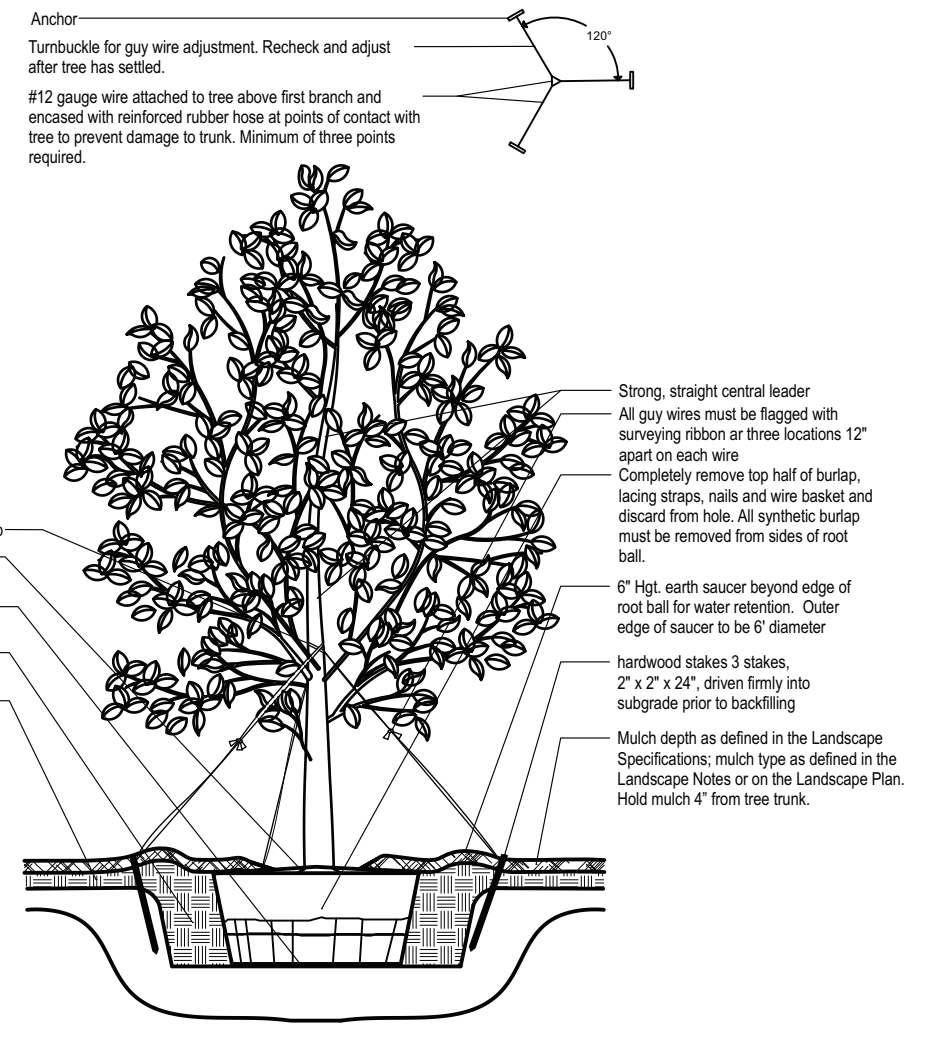 Anchor
Turnbuckle for guy wire adjustment. Recheck and adjust
after tree has settled.
#12 gauge wire attached to tree above first branch and
encased with reinforced rubber hose at points of contact with
tree to prevent damage to trunk. Minimum of three points
required.
120°
Strong, straight central leader
All guy wires must be flagged with
surveying ribbon ar three locations 12"
apart on each wire
Completely remove top half of burlap,
lacing straps, nails and wire basket and
discard from hole. All synthetic burlap
must be removed from sides of root
ball.
6" Hgt. earth saucer beyond edge of
root ball for water retention. Outer
edge of saucer to be 6' diameter
hardwood stakes 3 stakes,
2" x 2" x 24", driven firmly into
subgrade prior to backfilling
Mulch depth as defined in the Landscape
Specifications; mulch type as defined in the
Landscape Notes or on the Landscape Plan.
Hold mulch 4” from tree trunk.